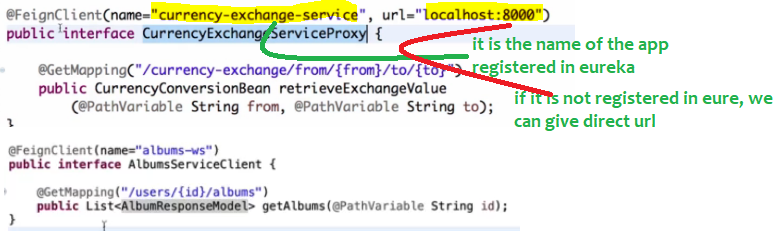 @FeignClient(name="currency-exchange-service", url="localhost:8000")
public interface CurrencyExchangeServiceProxy {
it is the name of the app
registered in eureka
@GetMapping("/currency-exchange/from/{from}/to/{to}")
public CurrencyConversionBean retrieveExchangeValue
(@PathVariable String from, @PathVariable String to);
}
if it is not registered in eure, we
can give direct url
@FeignClient(name="albums-ws")
public interface AlbumsServiceClient {
@GetMapping("/users/{id}/albums")
public List<AlbumResponseModel> getAlbums(@PathVariable String id);
}